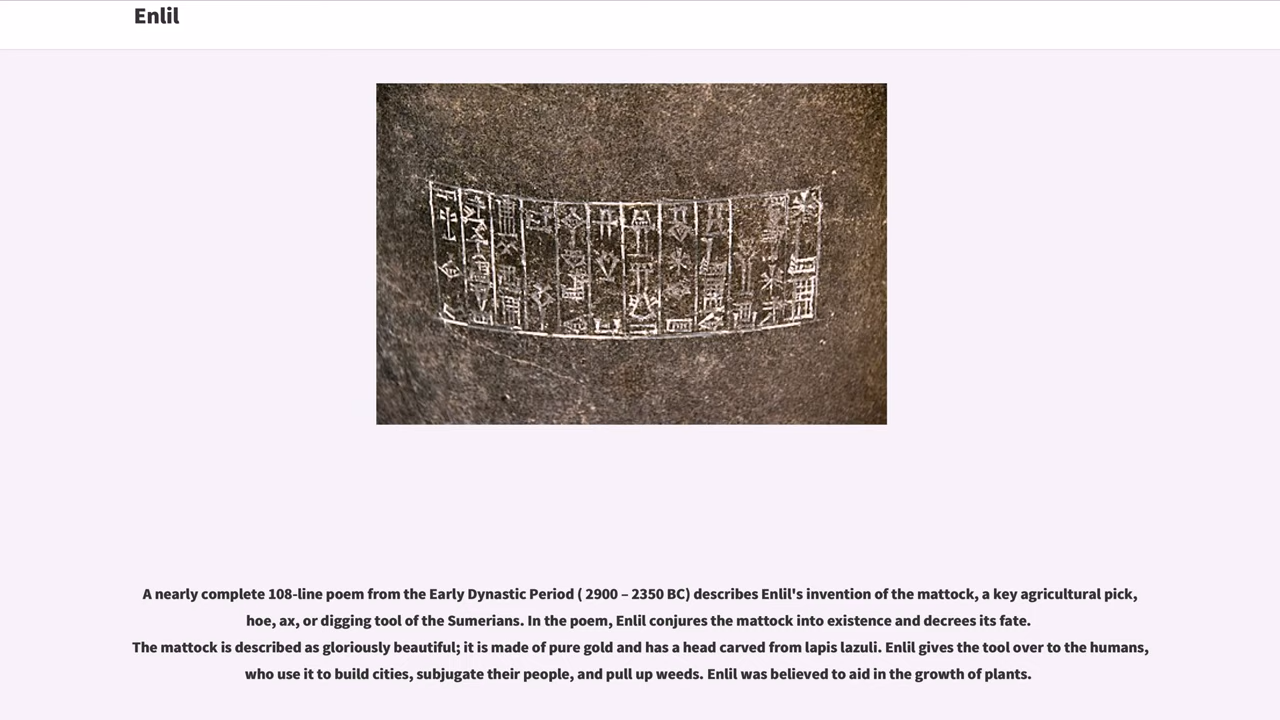 Enlil
A nearly complete 108-line poem from the Early Dynastic Period ( 2900 – 2350 BC) describes Enlil's invention of the mattock, a key agricultural pick,
hoe, ax, or digging tool of the Sumerians. In the poem, Enlil conjures the mattock into existence and decrees its fate.
The mattock is described as gloriously beautiful; it is made of pure gold and has a head carved from lapis lazuli. Enlil gives the tool over to the humans,
who use it to build cities, subjugate their people, and pull up weeds. Enlil was believed to aid in the growth of plants.